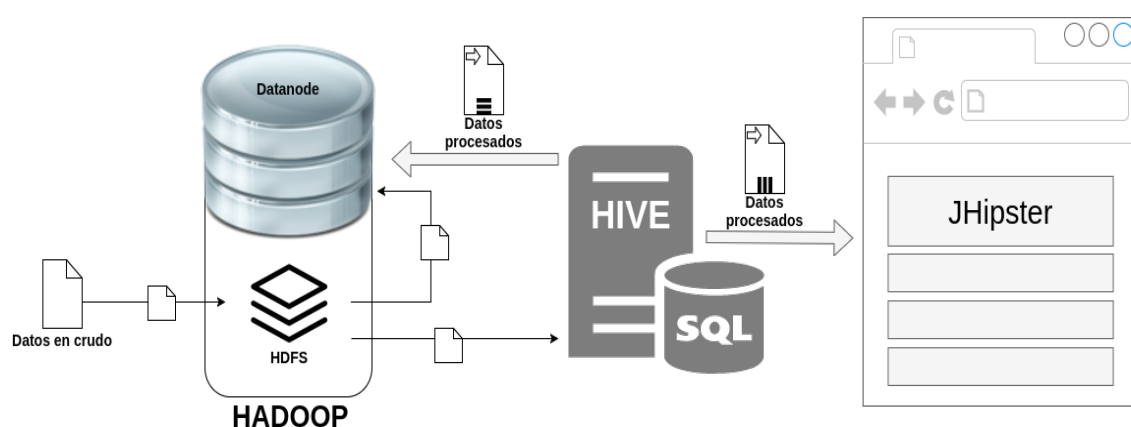 Datanode
Datos
procesados
Datos
procesados
HIVE
SQL
JHipster
Datos en crudo
HDFS
HADOOP